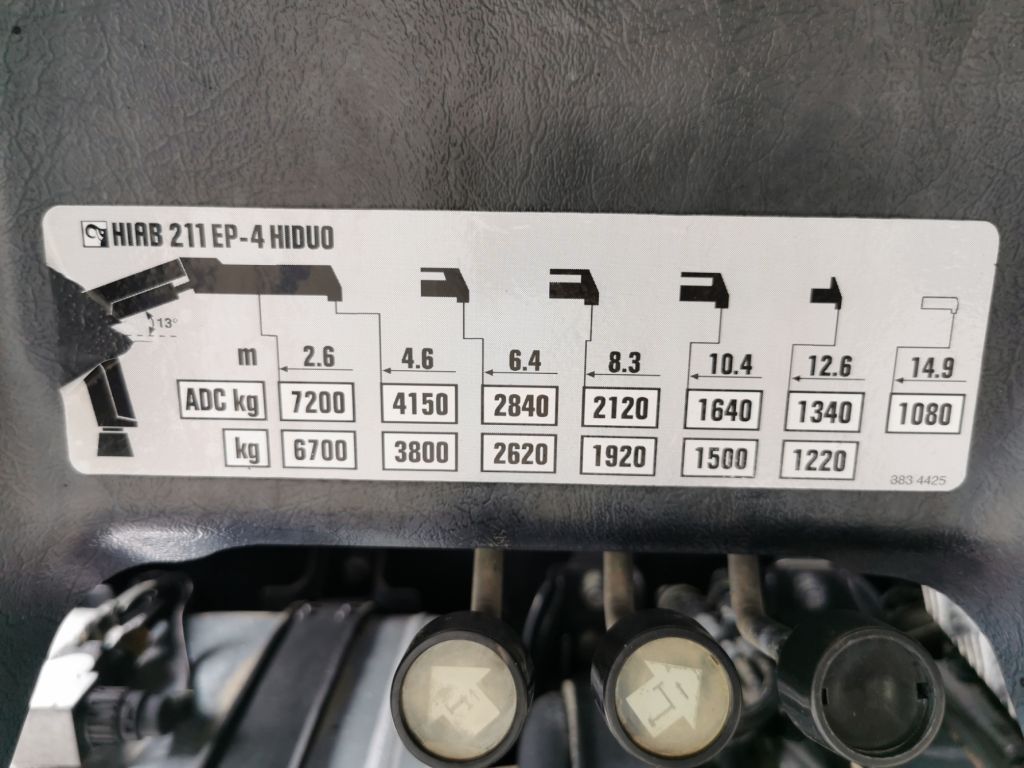 HIAB 211 EP-4 HIDUO
13°
m 2.6 4.6 6.4 8.3 10.4 12.6 14.9
ADC kg 7200 4150 2840 2120 1640 1340 1080
kg 6700 3800 2620 1920 1500 1220
383 4425